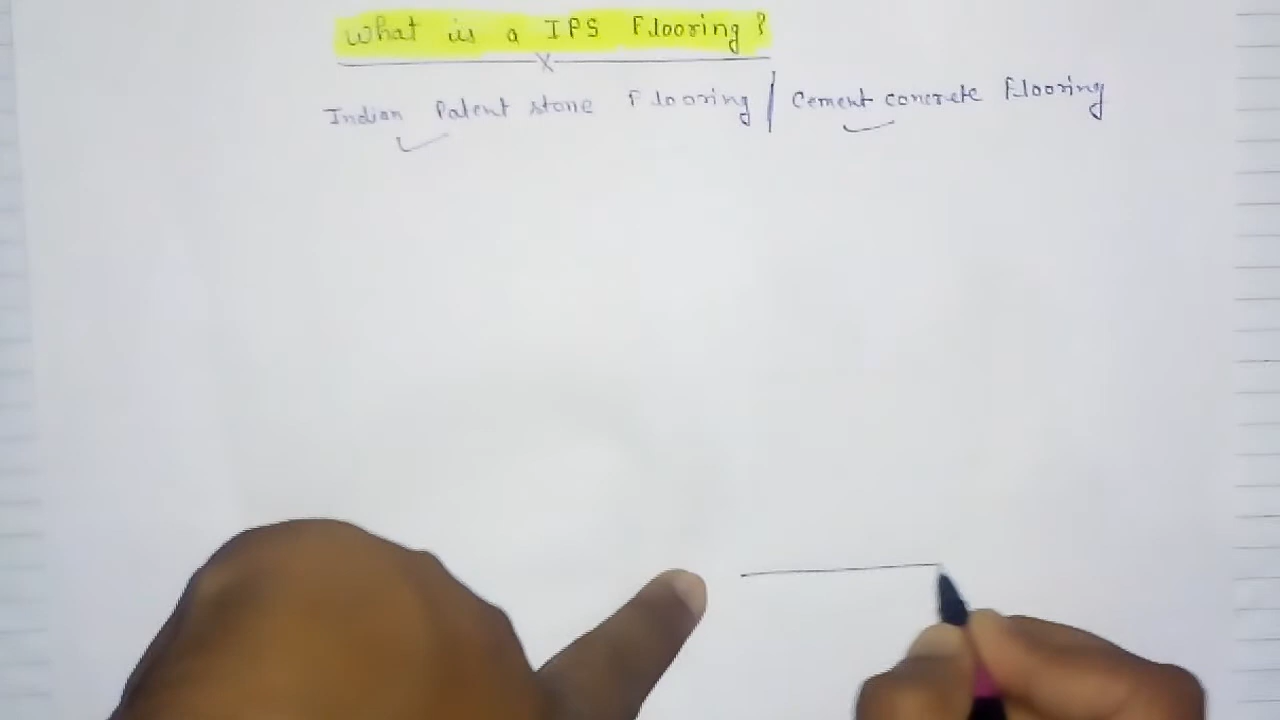 What is a IPS Flooring?
Indian Patent stone Flooring / Cement concrete Flooring